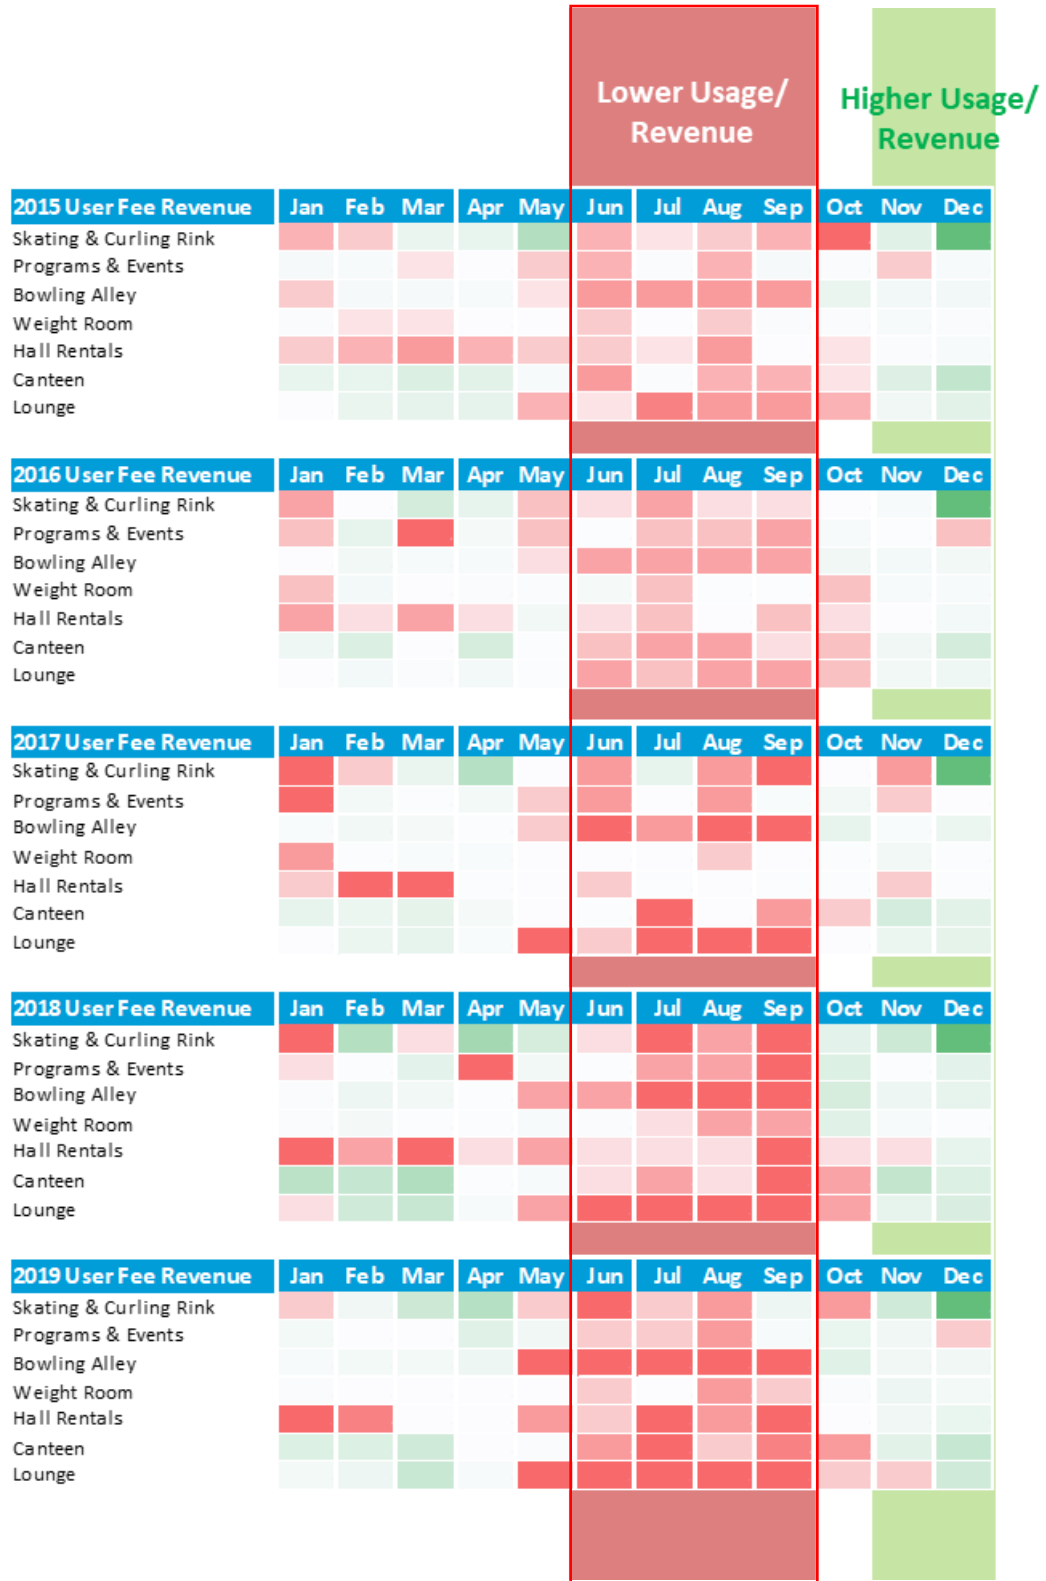 Lower Usage/
Revenue
Higher Usage/
Revenue
2015 User Fee Revenue Jan Feb Mar Apr May Jun Jul Aug Sep Oct Nov Dec
Skating & Curling Rink
Programs & Events
Bowling Alley
Weight Room
Hall Rentals
Canteen
Lounge
2016 User Fee Revenue Jan Feb Mar Apr May Jun Jul Aug Sep Oct Nov Dec
Skating & Curling Rink
Programs & Events
Bowling Alley
Weight Room
Hall Rentals
Canteen
Lounge
2017 User Fee Revenue Jan Feb Mar Apr May Jun Jul Aug Sep Oct Nov Dec
Skating & Curling Rink
Programs & Events
Bowling Alley
Weight Room
Hall Rentals
Canteen
Lounge
2018 User Fee Revenue Jan Feb Mar Apr May Jun Jul Aug Sep Oct Nov Dec
Skating & Curling Rink
Programs & Events
Bowling Alley
Weight Room
Hall Rentals
Canteen
Lounge
2019 User Fee Revenue Jan Feb Mar Apr May Jun Jul Aug Sep Oct Nov Dec
Skating & Curling Rink
Programs & Events
Bowling Alley
Weight Room
Hall Rentals
Canteen
Lounge